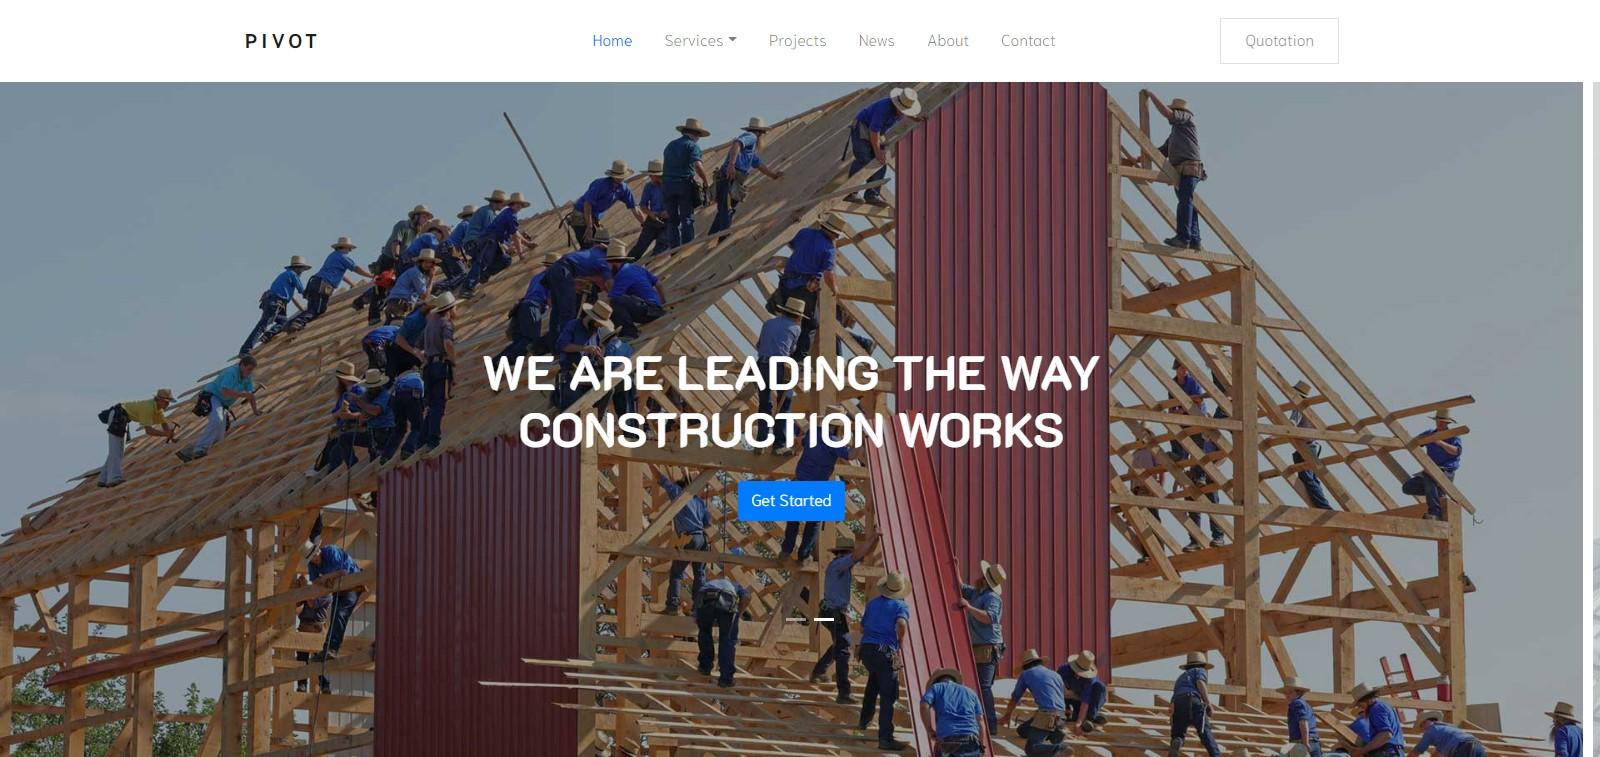 PIVOT
Home Services Projects News About Contact
Quotation
WE ARE LEADING THE WAY
CONSTRUCTION WORKS
Get Started